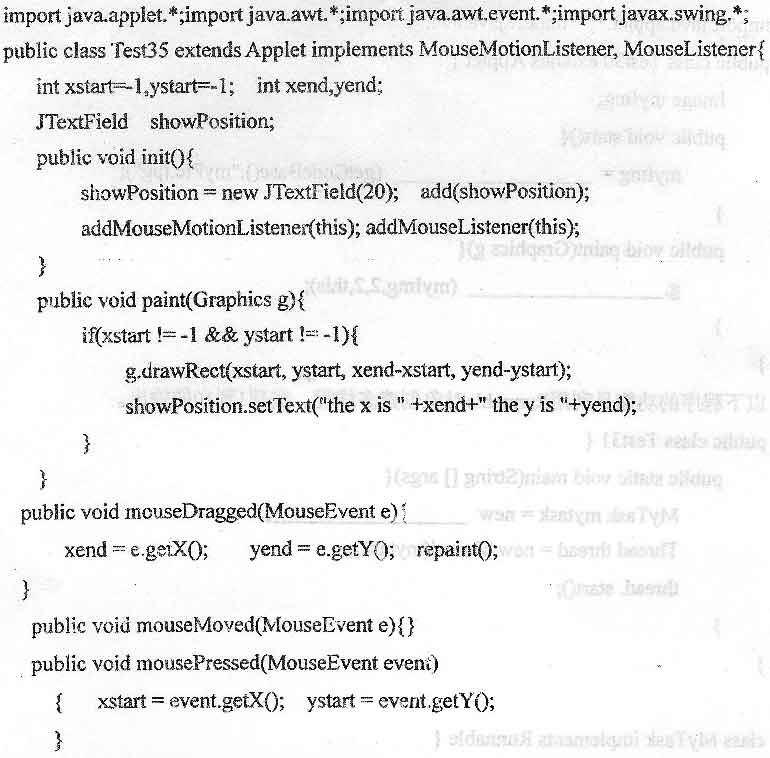 import java.applet.*;import java.awt.*;import java.awt.event.*;import javax.swing.*;
public class Test35 extends Applet implements MouseMotionListener, MouseListener{
int xstart=-1,ystart=-1; int xend,yend;
JTextField showPosition;
public void init(){
showPosition = new JTextField(20); add(showPosition);
addMouseMotionListener(this); addMouseListener(this);
}
public void paint(Graphics g){
if(xstart != -1 && ystart != -1){
g.drawRect(xstart, ystart, xend-xstart, yend-ystart);
showPosition.setText("the x is " +xend+" the y is "+yend);
}
}
public void mouseDragged(MouseEvent e){
xend = e.getX(); yend = e.getY(); repaint();
}
public void mouseMoved(MouseEvent e){}
public void mousePressed(MouseEvent event)
{ xstart = event.getX(); ystart = event.getY();
}